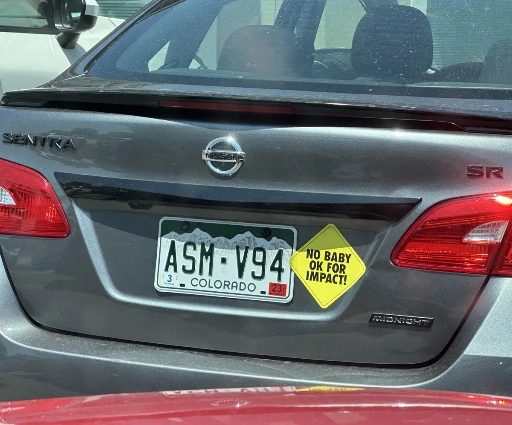 SENTRA
NISSAN
SR
ASM-V94
3
COLORADO
23
NO BABY
OK FOR
IMPACT!
MIDNIGHT